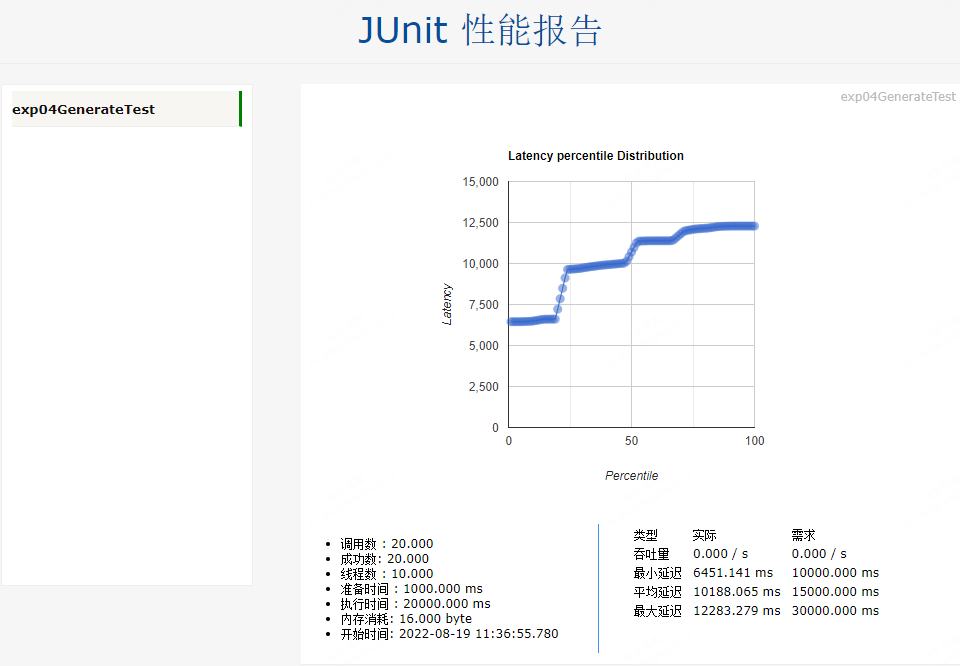 JUnit 性能报告
exp04GenerateTest
exp04GenerateTest
Latency percentile Distribution
15,000
12,500
10,000
7,500
5,000
2,500
0
Latency
0 50 100
Percentile
调用数 : 20.000
成功数: 20.000
线程数 : 10.000
准备时间 : 1000.000 ms
执行时间 : 20000.000 ms
内存消耗: 16.000 byte
开始时间: 2022-08-19 11:36:55.780
类型 实际 需求
吞吐量 0.000 / s 0.000 / s
最小延迟 6451.141 ms 10000.000 ms
平均延迟 10188.065 ms 15000.000 ms
最大延迟 12283.279 ms 30000.000 ms